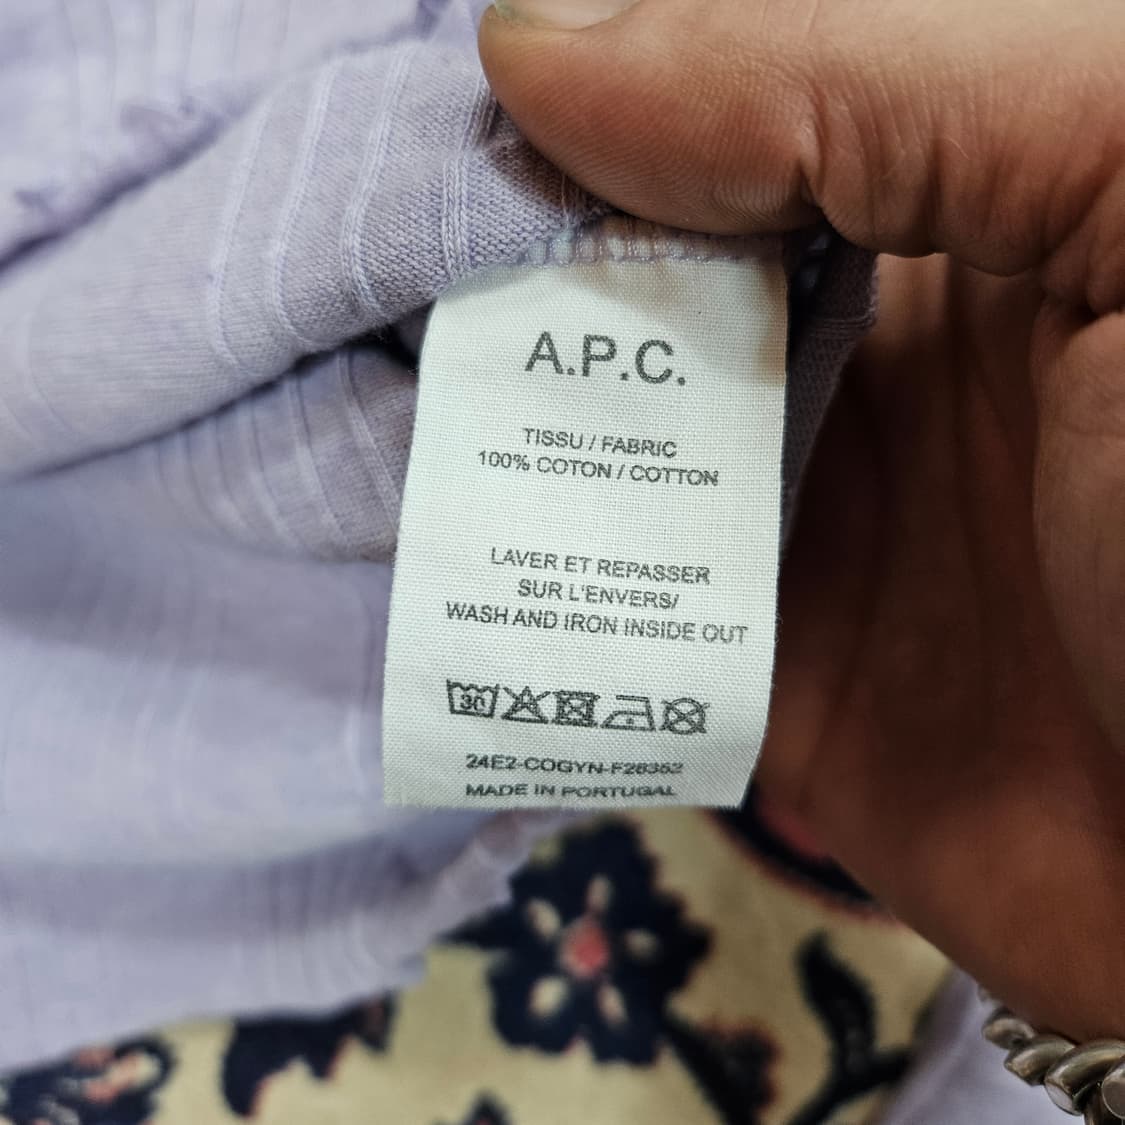 A.P.C.
TISSU / FABRIC
100% COTON / COTTON
LAVER ET REPASSER
SUR L'ENVERS/
WASH AND IRON INSIDE OUT
30
24E2-COGYN-F26352
MADE IN PORTUGAL